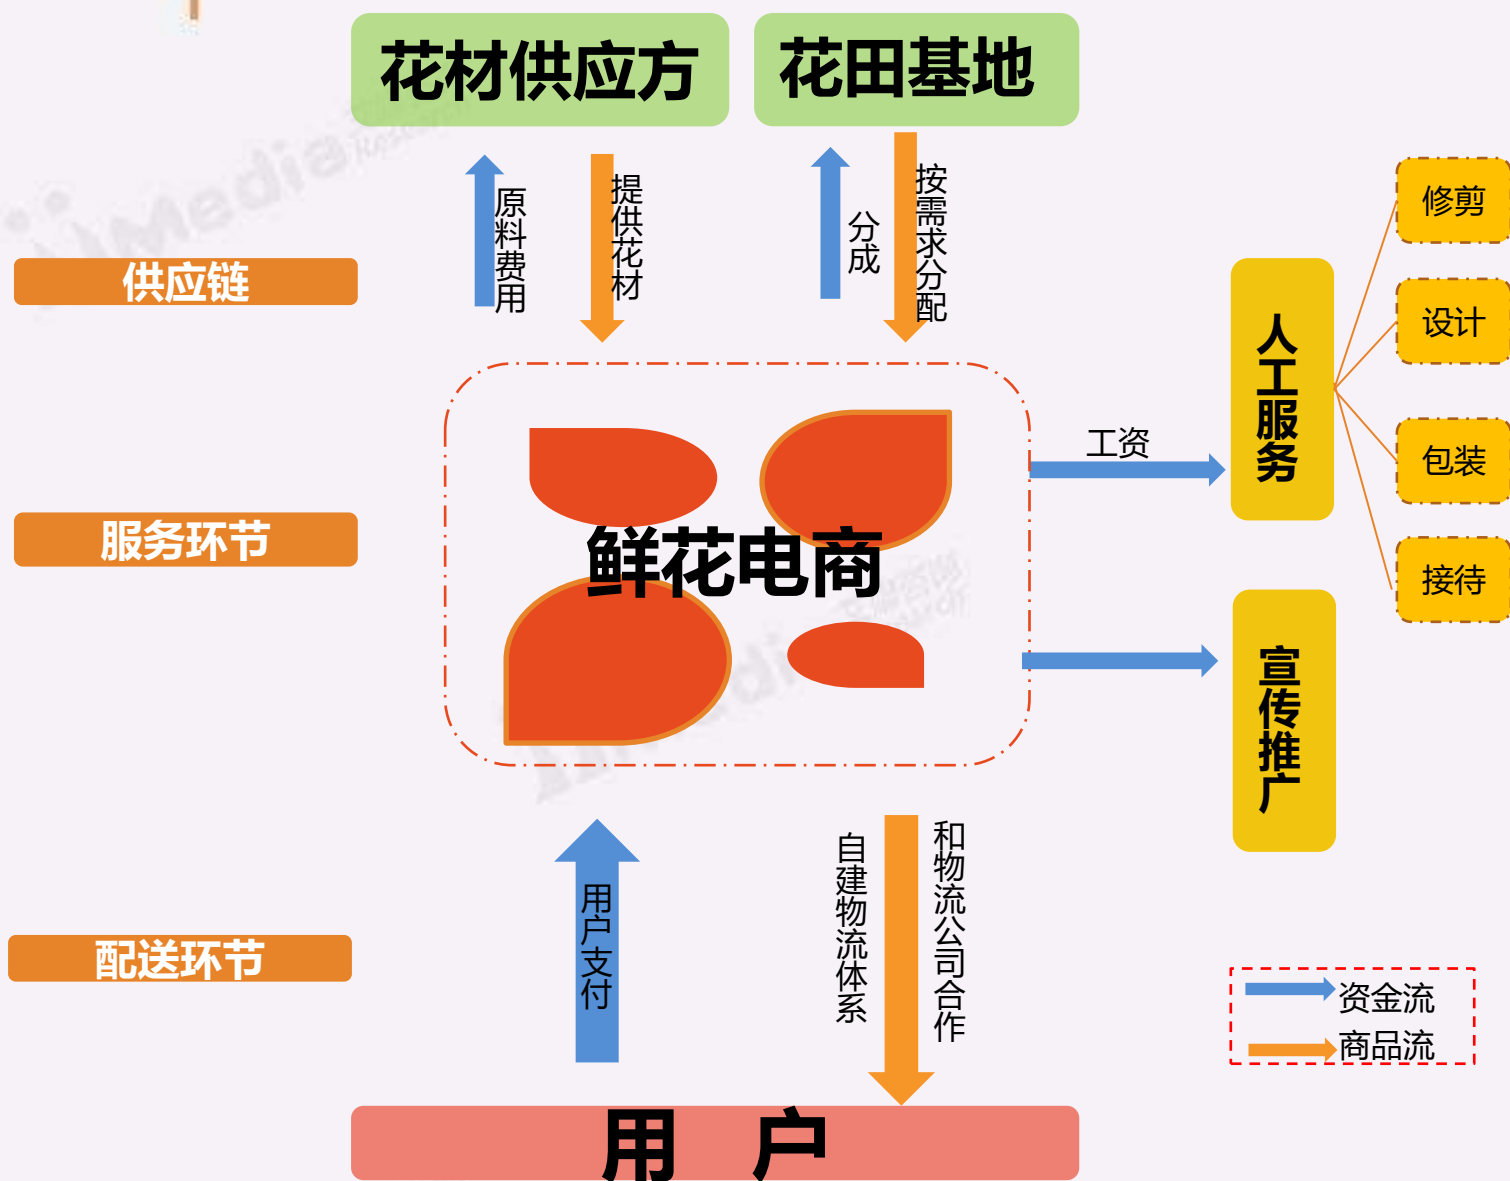 花材供应方
花田基地
原料费用
提供花材
分成
按需求分配
供应链
服务环节
配送环节
鲜花电商
工资
人工服务
修剪
设计
包装
接待
宣传推广
用户支付
自建物流体系
和物流公司合作
资金流
商品流
用 户
iiMedia
Research